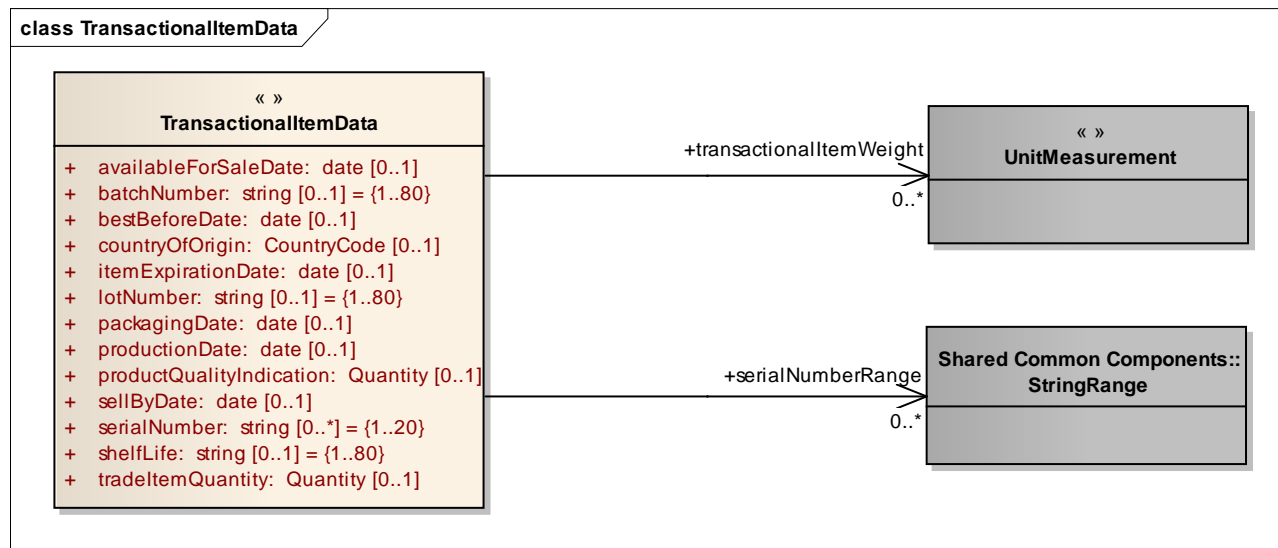 class TransactionalItemData
« »
TransactionalItemData
+ availableForSaleDate: date [0..1]
+ batchNumber: string [0..1] = {1..80}
+ bestBeforeDate: date [0..1]
+ countryOfOrigin: CountryCode [0..1]
+ itemExpirationDate: date [0..1]
+ lotNumber: string [0..1] = {1..80}
+ packagingDate: date [0..1]
+ productionDate: date [0..1]
+ productQualityIndication: Quantity [0..1]
+ sellByDate: date [0..1]
+ serialNumber: string [0..*] = {1..20}
+ shelfLife: string [0..1] = {1..80}
+ tradeItemQuantity: Quantity [0..1]
+transactionalItemWeight
0..*
« »
UnitMeasurement
+serialNumberRange
0..*
Shared Common Components::
StringRange